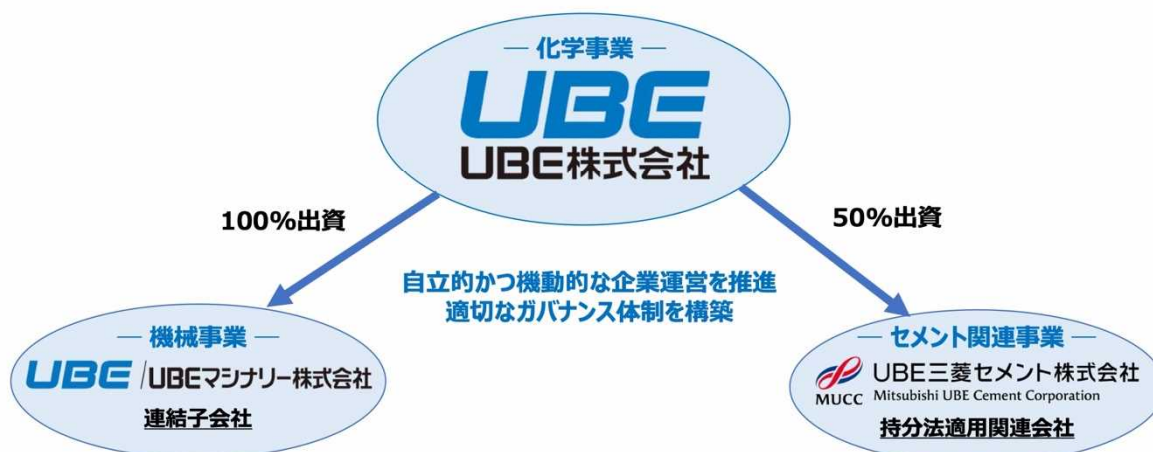 ― 化学事業 ―
UBE
UBE株式会社
100%出資
50%出資
自立的かつ機動的な企業運営を推進
適切なガバナンス体制を構築
― 機械事業 ―
UBE / UBEマシナリー株式会社
連結子会社
― セメント関連事業 ―
MUCC UBE三菱セメント株式会社
Mitsubishi UBE Cement Corporation
持分法適用関連会社